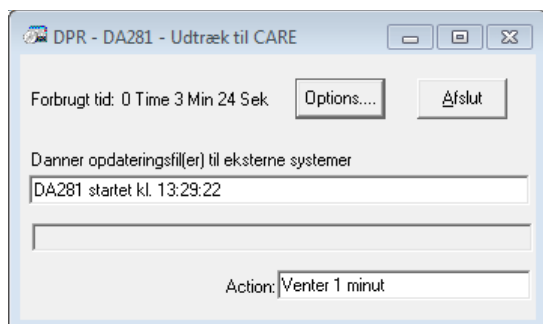 DPR - DA281 - Udtræk til CARE
Forbrugt tid: 0 Time 3 Min 24 Sek Options.... Afslut
Danner opdateringsfil(er) til eksterne systemer
DA281 startet kl. 13:29:22
Action: Venter 1 minut